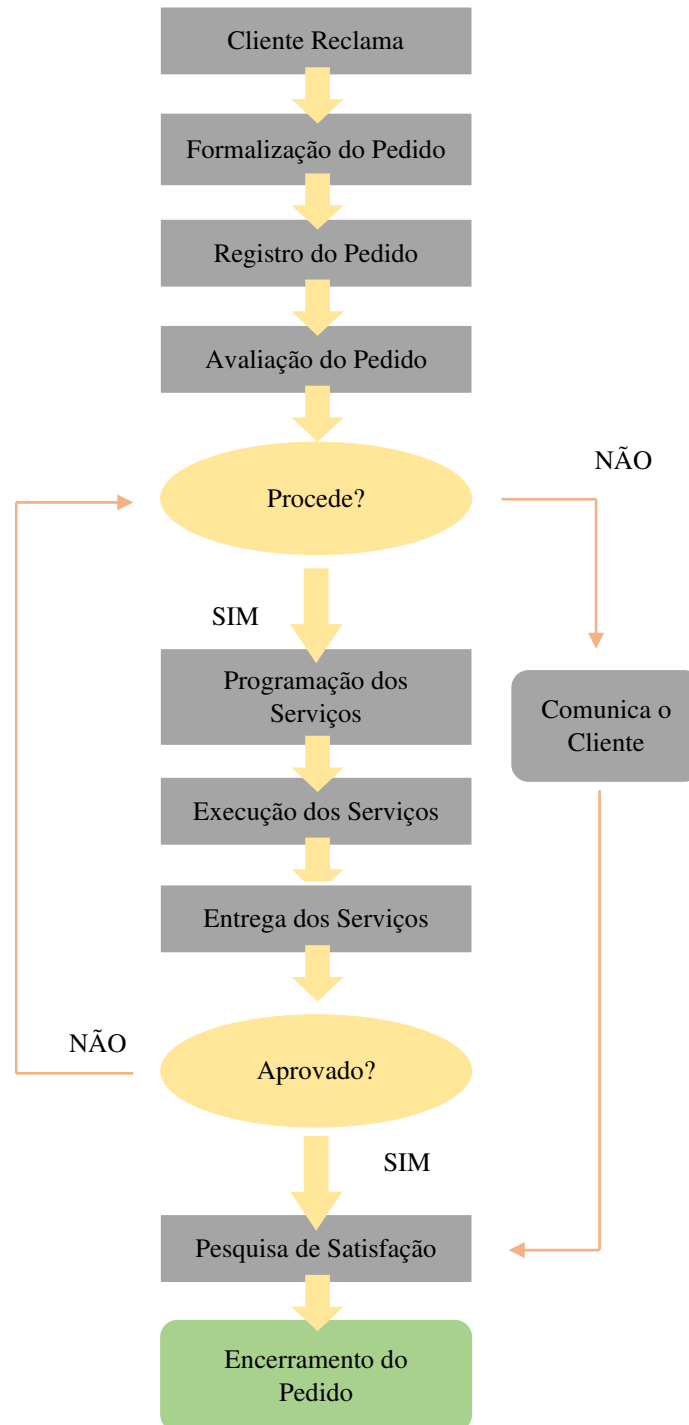 Cliente Reclama
Formalização do Pedido
Registro do Pedido
Avaliação do Pedido
NÃO
Procede?
SIM
Programação dos
Serviços
Comunica o
Cliente
Execução dos Serviços
Entrega dos Serviços
NÃO
Aprovado?
SIM
Pesquisa de Satisfação
Encerramento do
Pedido